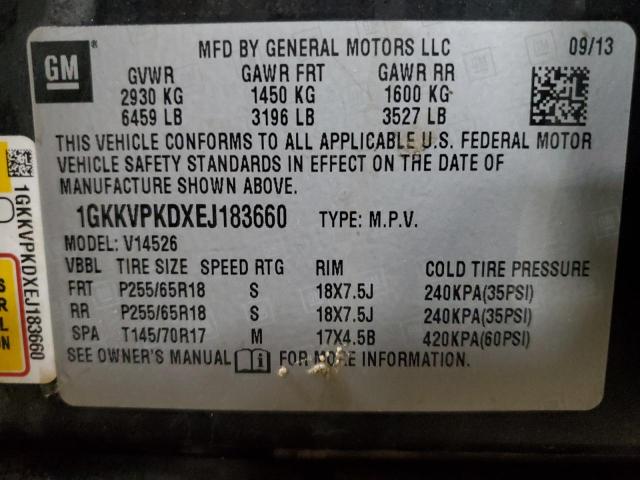 GM
MFD BY GENERAL MOTORS LLC 09/13
GVWR GAWR FRT GAWR RR
2930 KG 1450 KG 1600 KG
6459 LB 3196 LB 3527 LB
THIS VEHICLE CONFORMS TO ALL APPLICABLE U.S. FEDERAL MOTOR
VEHICLE SAFETY STANDARDS IN EFFECT ON THE DATE OF
MANUFACTURE SHOWN ABOVE.
1GKKVPKDXEJ183660 TYPE: M.P.V.
MODEL: V14526
VBBL TIRE SIZE SPEED RTG RIM COLD TIRE PRESSURE
FRT P255/65R18 S 18X7.5J 240KPA(35PSI)
RR P255/65R18 S 18X7.5J 240KPA(35PSI)
SPA T145/70R17 M 17X4.5B 420KPA(60PSI)
SEE OWNER'S MANUAL FOR MORE INFORMATION.
1GKKVPKDXEJ183660